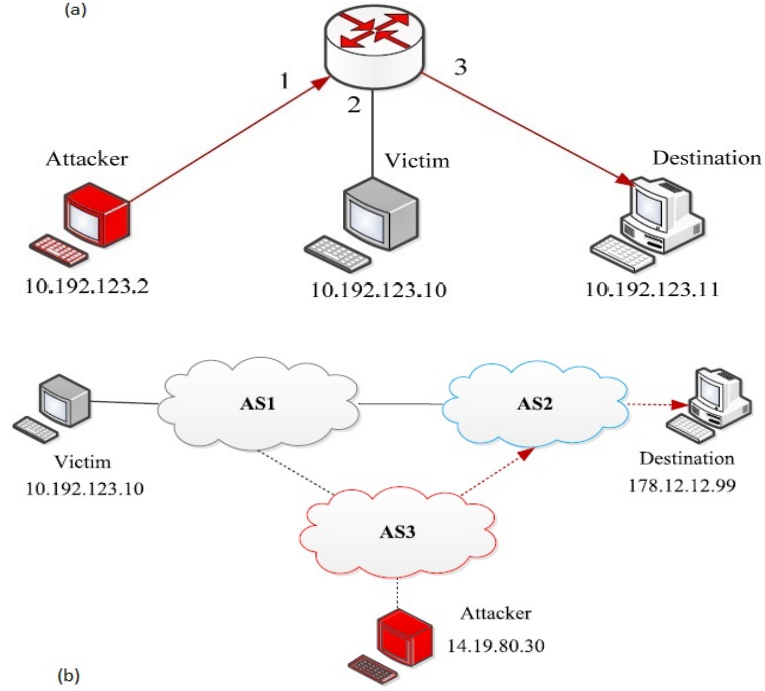 (a)
1
2
3
Attacker
Victim
Destination
10.192.123.2
10.192.123.10
10.192.123.11
AS1
AS2
Victim
10.192.123.10
Destination
178.12.12.99
AS3
Attacker
14.19.80.30
(b)